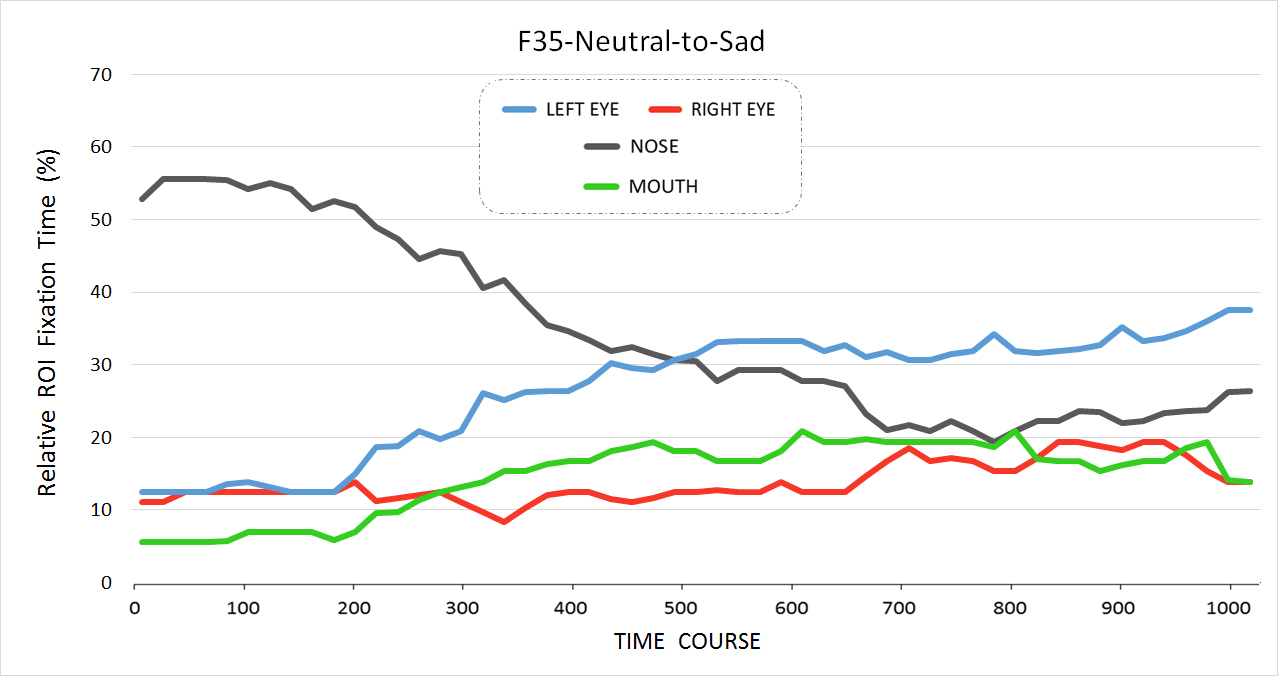 F35-Neutral-to-Sad
70
60
50
40
30
20
10
0
Relative ROI Fixation Time (%)
LEFT EYE RIGHT EYE
NOSE
MOUTH
0 100 200 300 400 500 600 700 800 900 1000
TIME COURSE